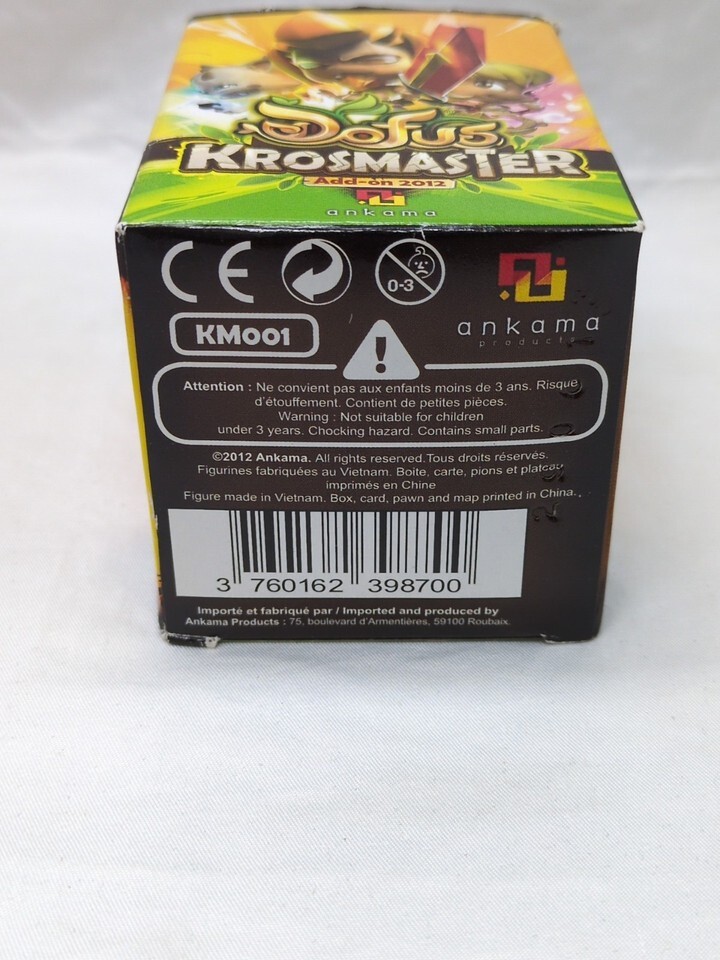 DOFUS
KROSMASTER
Add-on 2012
ankama
CE
0-3
ankama
products
KM001
Attention : Ne convient pas aux enfants moins de 3 ans. Risque
d'étouffement. Contient de petites pièces.
Warning : Not suitable for children
under 3 years. Chocking hazard. Contains small parts.
©2012 Ankama. All rights reserved.Tous droits réservés.
Figurines fabriquées au Vietnam. Boite, carte, pions et plateau
imprimés en Chine
Figure made in Vietnam. Box, card, pawn and map printed in China.
3 760162 398700
Importé et fabriqué par / Imported and produced by
Ankama Products : 75, boulevard d'Armentières, 59100 Roubaix.